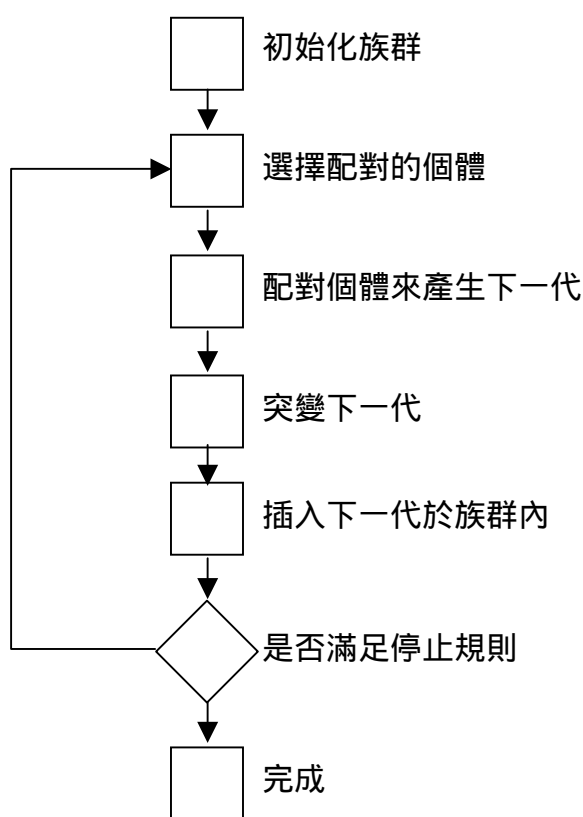 初始化族群
選擇配對的個體
配對個體來產生下一代
突變下一代
插入下一代於族群內
是否滿足停止規則
完成